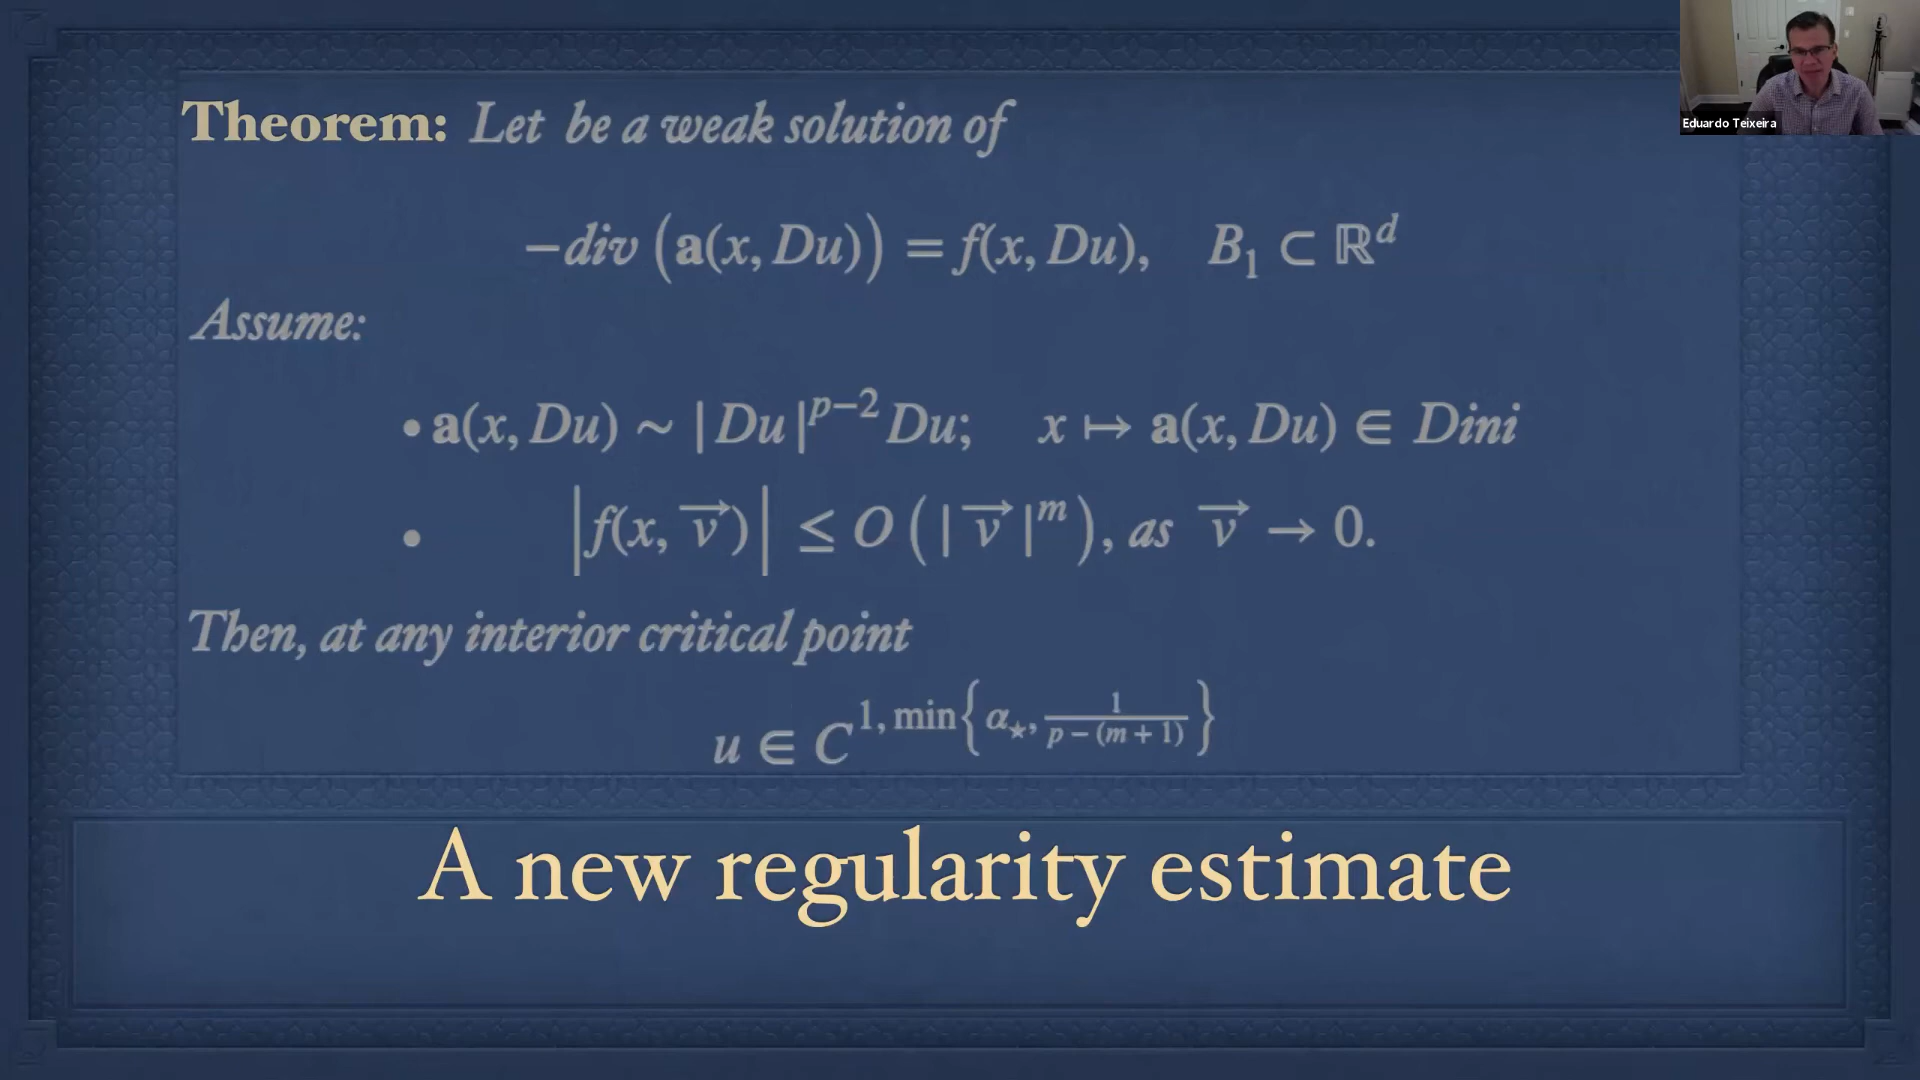 Theorem: Let be a weak solution of
−div (a(x, Du)) = f(x, Du), B₁ ⊂ ℝᵈ
Assume:
• a(x, Du) ∼ |Du|ᵖ⁻² Du; x ↦ a(x, Du) ∈ Dini
• |f(x, v⃗)| ≤ O(|v⃗|ᵐ), as v⃗ → 0.
Then, at any interior critical point
u ∈ C^{1, min{α_⋆, 1/(p − (m + 1))}}
A new regularity estimate
Eduardo Teixeira